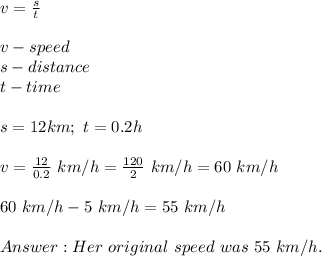 v = \frac{s}{t}
v - speed
s - distance
t - time
s = 12km; t = 0.2h
v = \frac{12}{0.2} km/h = \frac{120}{2} km/h = 60 km/h
60 km/h - 5 km/h = 55 km/h
Answer : Her original speed was 55 km/h.